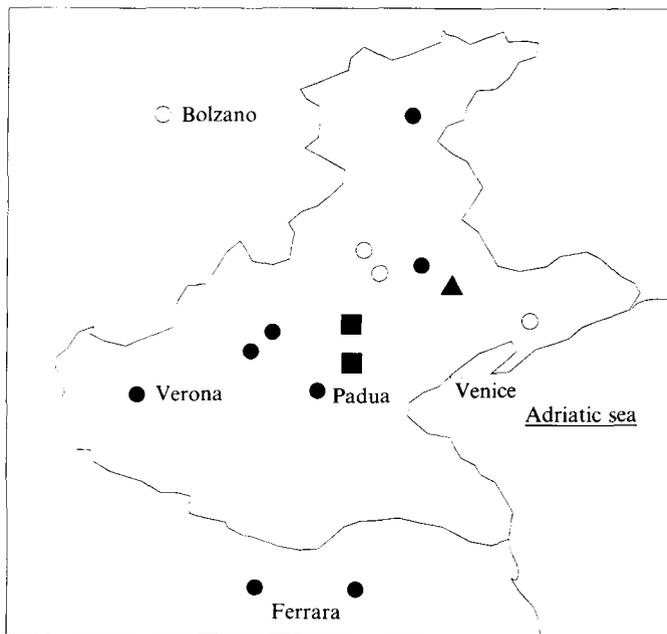 Bolzano
Verona
Padua
Venice
Adriatic sea
Ferrara